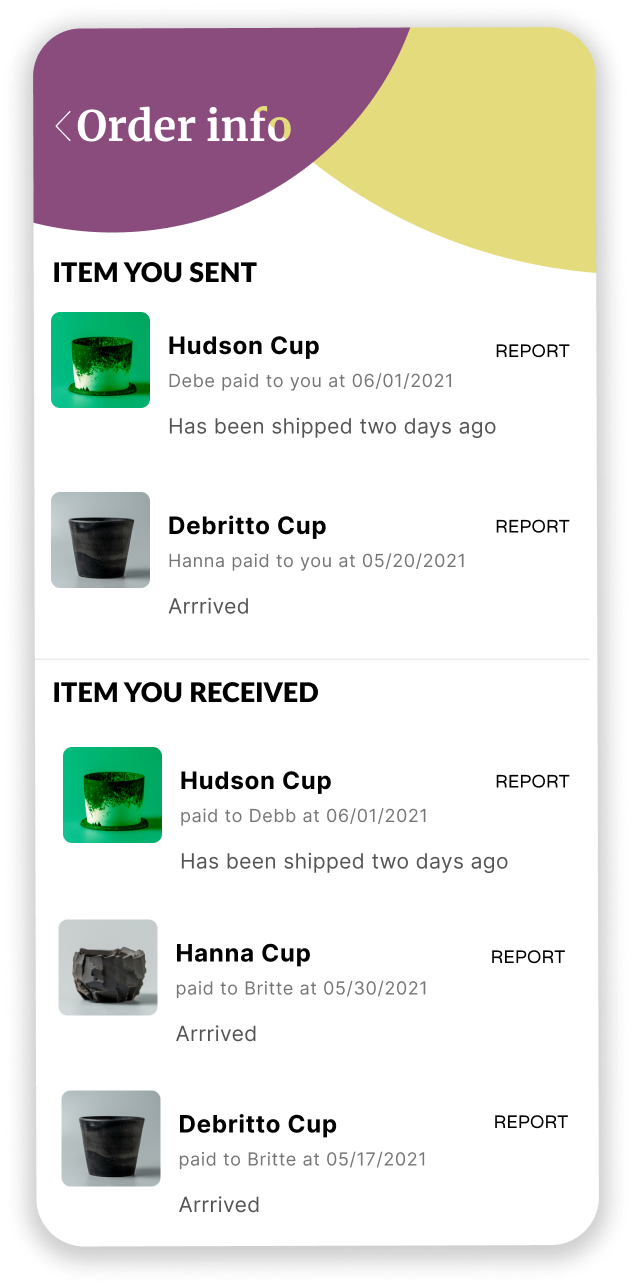 Order info
ITEM YOU SENT
Hudson Cup
REPORT
Debe paid to you at 06/01/2021
Has been shipped two days ago
Debritto Cup
REPORT
Hanna paid to you at 05/20/2021
Arrrived
ITEM YOU RECEIVED
Hudson Cup
REPORT
paid to Debb at 06/01/2021
Has been shipped two days ago
Hanna Cup
REPORT
paid to Britte at 05/30/2021
Arrrived
Debritto Cup
REPORT
paid to Britte at 05/17/2021
Arrrived